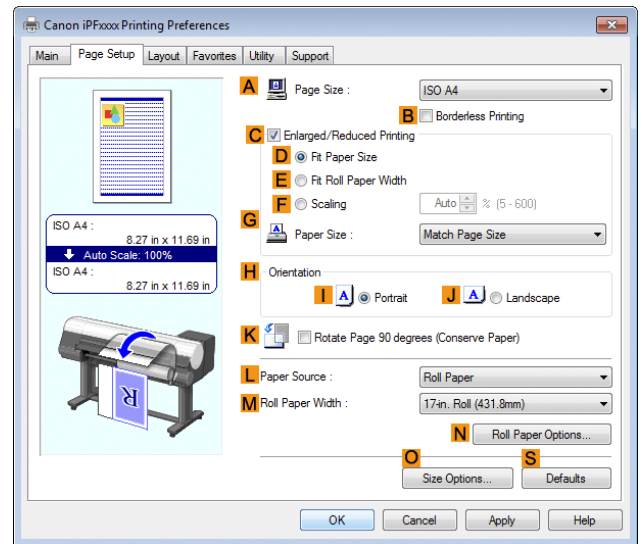 Canon iPFxxxx Printing Preferences
Main Page Setup Layout Favorites Utility Support
A Page Size : ISO A4
B Borderless Printing
C Enlarged/Reduced Printing
D Fit Paper Size
E Fit Roll Paper Width
F Scaling Auto % (5 - 600)
G Paper Size : Match Page Size
ISO A4 :
8.27 in x 11.69 in
Auto Scale: 100%
ISO A4 :
8.27 in x 11.69 in
H Orientation
I A Portrait J A Landscape
K Rotate Page 90 degrees (Conserve Paper)
R
L Paper Source : Roll Paper
M Roll Paper Width : 17-in. Roll (431.8mm)
N Roll Paper Options...
O Size Options... S Defaults
OK Cancel Apply Help